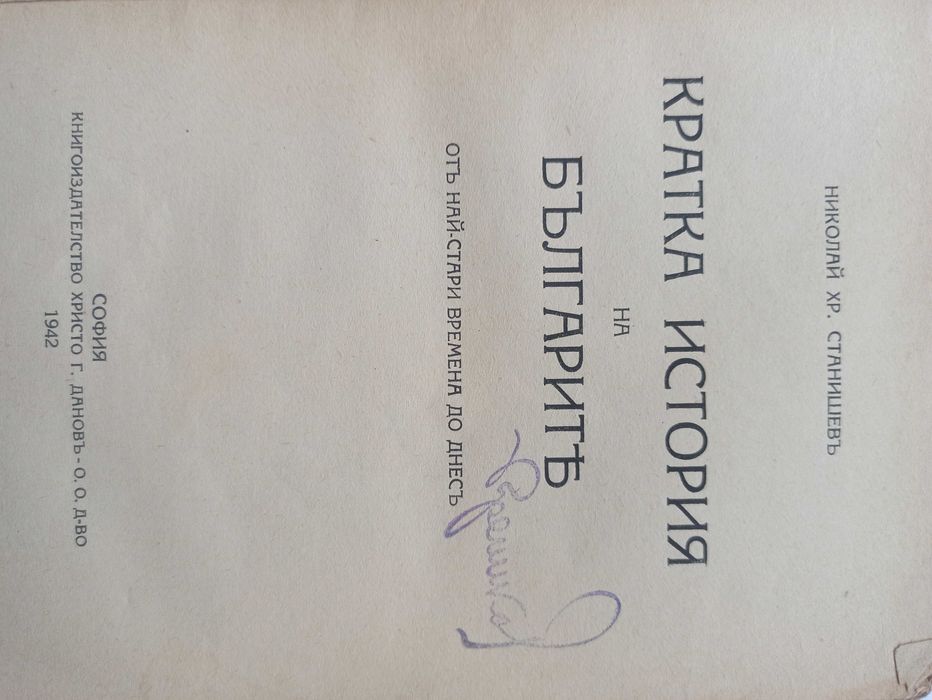 НИКОЛАЙ ХР. СТАНИШЕВЪ
КРАТКА ИСТОРИЯ
НА
БЪЛГАРИТѢ
ОТЪ НАЙ-СТАРИ ВРЕМЕНА ДО ДНЕСЪ
СОФИЯ
КНИГОИЗДАТЕЛСТВО ХРИСТО Г. ДАНОВЪ - О. О. Д-ВО
1942